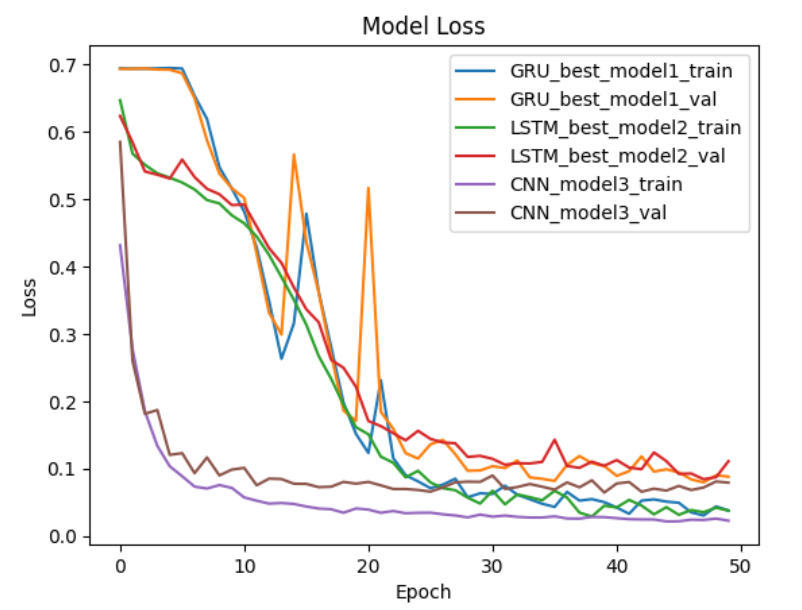 Model Loss
GRU_best_model1_train
GRU_best_model1_val
LSTM_best_model2_train
LSTM_best_model2_val
CNN_model3_train
CNN_model3_val
Loss
0.7
0.6
0.5
0.4
0.3
0.2
0.1
0.0
0 10 20 30 40 50
Epoch